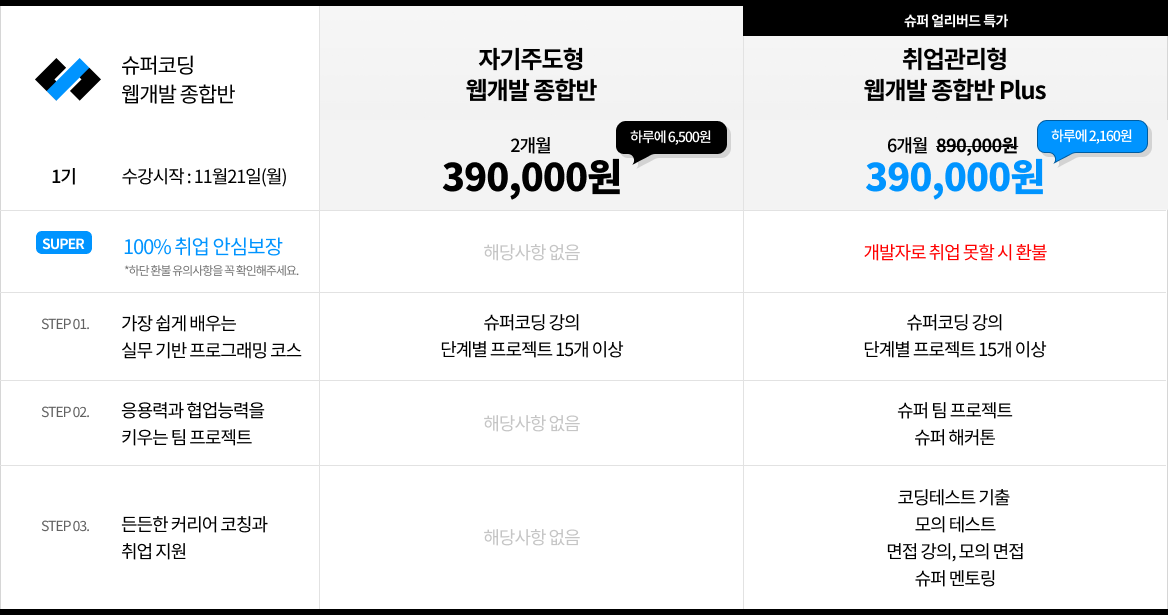 슈퍼 얼리버드 특가
슈퍼코딩
웹개발 종합반
자기주도형
웹개발 종합반
취업관리형
웹개발 종합반 Plus
1기
수강시작 : 11월21일(월)
2개월
하루에 6,500원
390,000원
6개월 890,000원
하루에 2,160원
390,000원
SUPER
100% 취업 안심보장
*하단 환불 유의사항을 꼭 확인해주세요.
해당사항 없음
개발자로 취업 못할 시 환불
STEP 01.
가장 쉽게 배우는
실무 기반 프로그래밍 코스
슈퍼코딩 강의
단계별 프로젝트 15개 이상
슈퍼코딩 강의
단계별 프로젝트 15개 이상
STEP 02.
응용력과 협업능력을
키우는 팀 프로젝트
해당사항 없음
슈퍼 팀 프로젝트
슈퍼 해커톤
STEP 03.
든든한 커리어 코칭과
취업 지원
해당사항 없음
코딩테스트 기출
모의 테스트
면접 강의, 모의 면접
슈퍼 멘토링